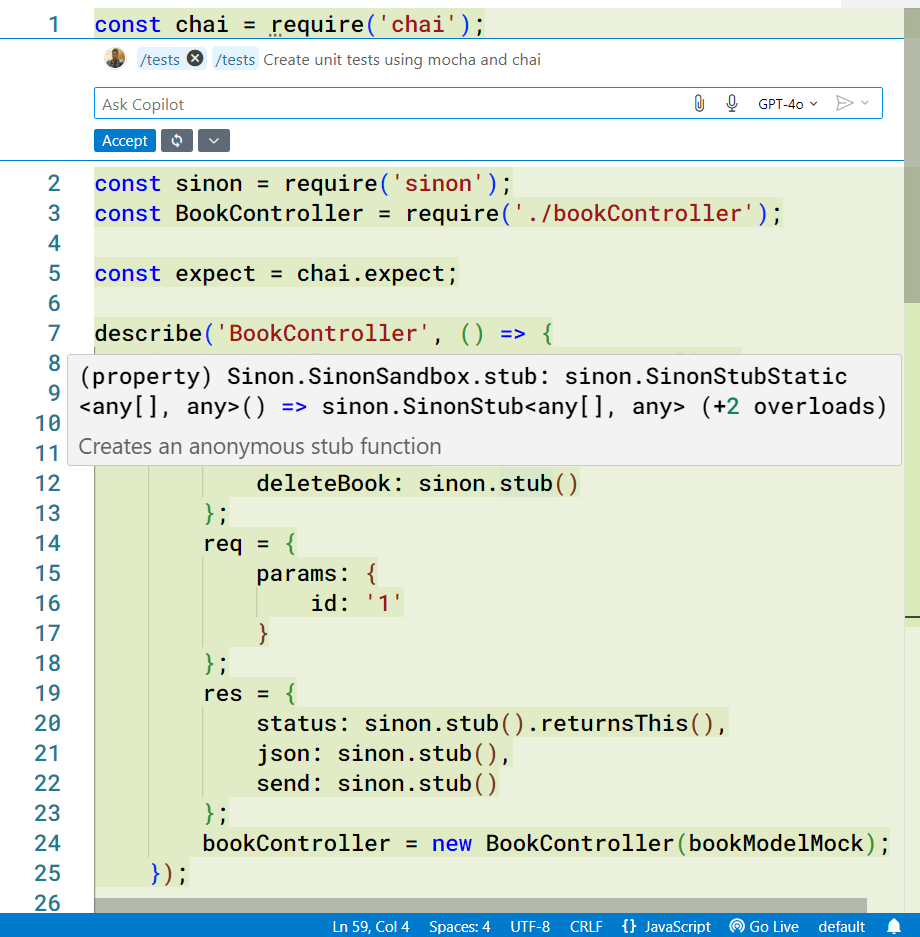 1 const chai = require('chai');
/tests /tests Create unit tests using mocha and chai
Ask Copilot GPT-4o
Accept
2 const sinon = require('sinon');
3 const BookController = require('./bookController');
4
5 const expect = chai.expect;
6
7 describe('BookController', () => {
8
(property) Sinon.SinonSandbox.stub: sinon.SinonStubStatic
9
<any[], any>() => sinon.SinonStub<any[], any> (+2 overloads)
10
11 Creates an anonymous stub function
12 deleteBook: sinon.stub()
13 };
14 req = {
15 params: {
16 id: '1'
17 }
18 };
19 res = {
20 status: sinon.stub().returnsThis(),
21 json: sinon.stub(),
22 send: sinon.stub()
23 };
24 bookController = new BookController(bookModelMock);
25 });
26
Ln 59, Col 4 Spaces: 4 UTF-8 CRLF {} JavaScript Go Live default